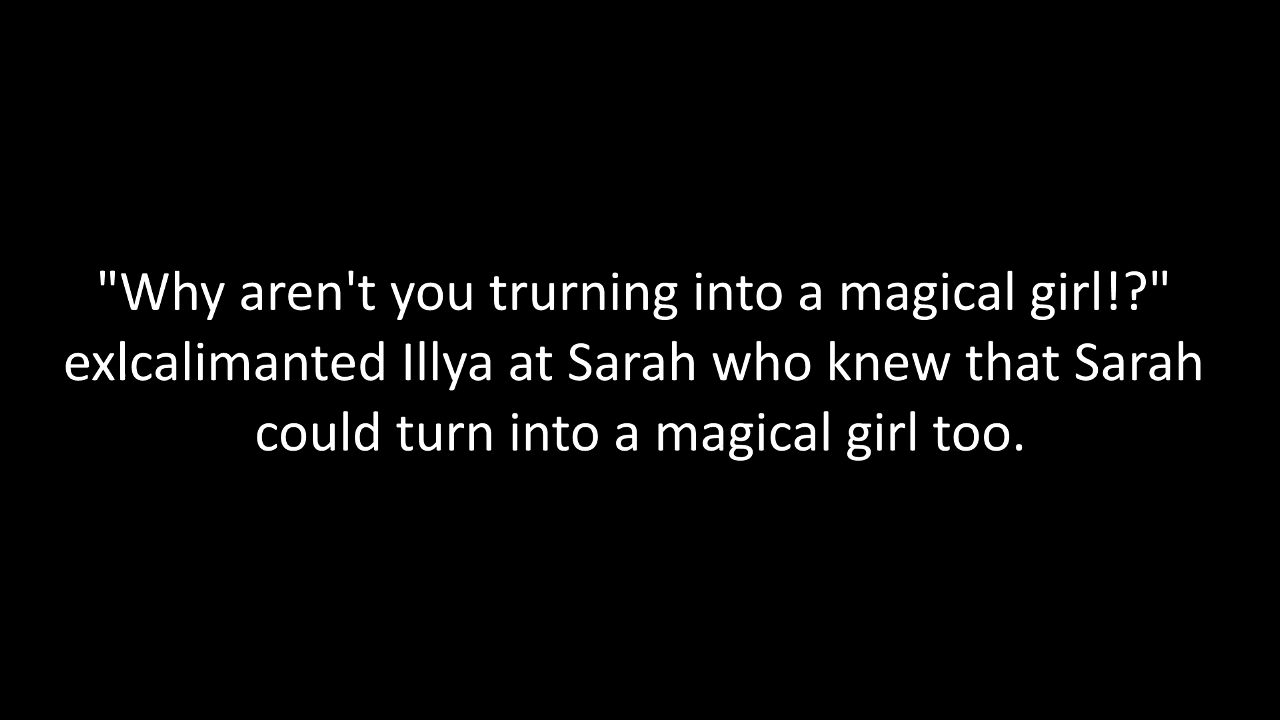 "Why aren't you trurning into a magical girl!?"
exlcalimanted Illya at Sarah who knew that Sarah
could turn into a magical girl too.